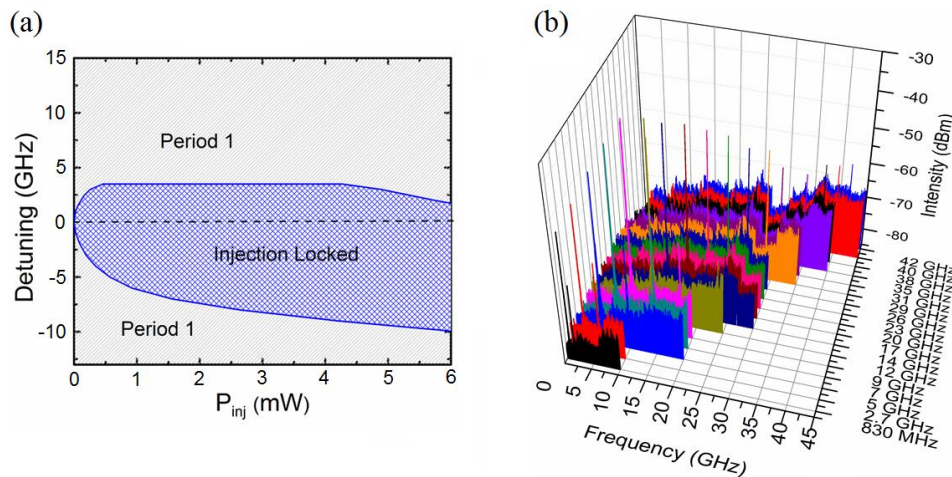 (a)
15
10
5
0
-5
-10
Detuning (GHz)
Period 1
Injection Locked
Period 1
0
1
2
3
4
5
6
P inj (mW)
(b)
-30
-40
-50
-60
-70
-80
Intensity (dBm)
42 GHz
40 GHz
38 GHz
35 GHz
31 GHz
29 GHz
26 GHz
23 GHz
20 GHz
17 GHz
14 GHz
12 GHz
9 GHz
7 GHz
5 GHz
2.7 GHz
830 MHz
0
5
10
15
20
25
30
35
40
45
Frequency (GHz)